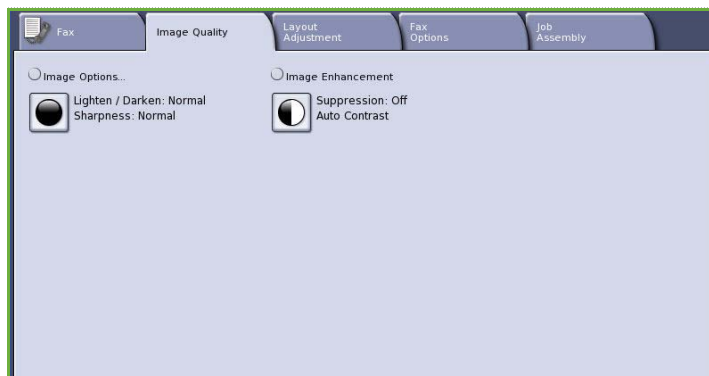 Fax
Image Quality
Layout
Adjustment
Fax
Options
Job
Assembly
Image Options...
Lighten / Darken: Normal
Sharpness: Normal
Image Enhancement
Suppression: Off
Auto Contrast